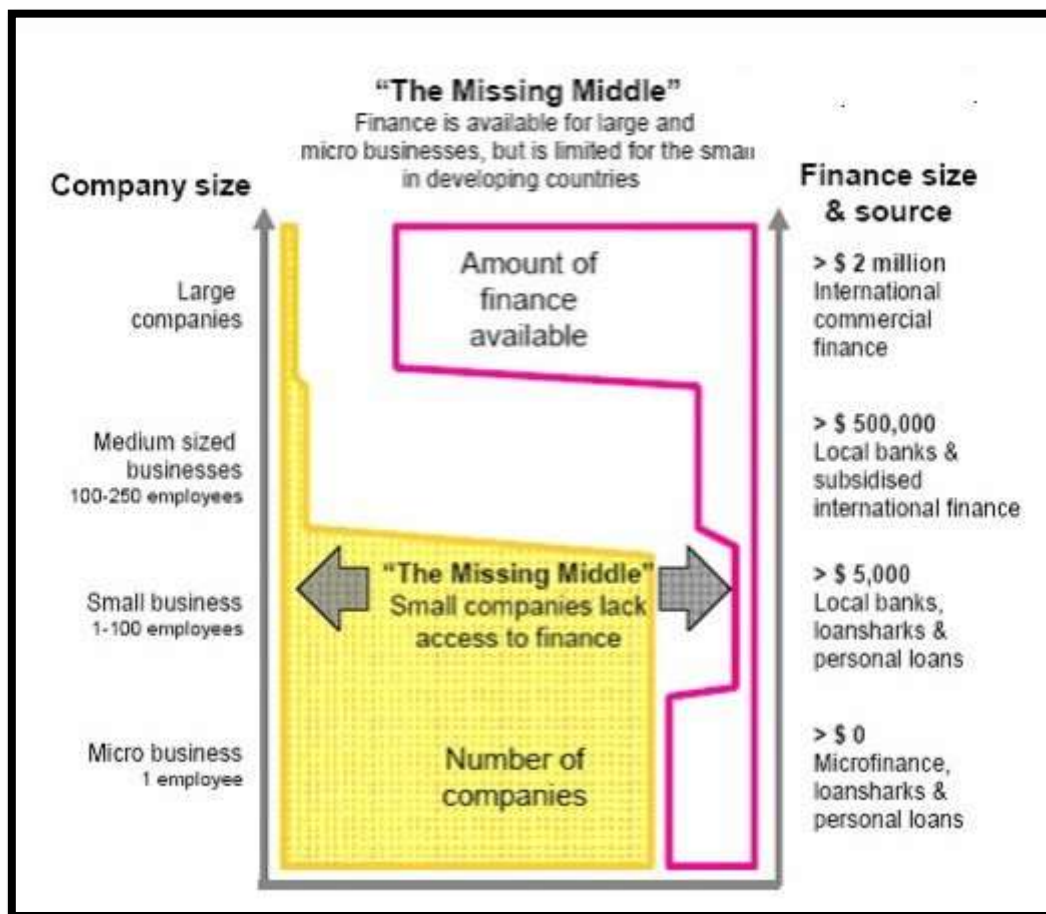 “The Missing Middle”
Finance is available for large and
micro businesses, but is limited for the small
in developing countries
Company size
Finance size
& source
Large
companies
Medium sized
businesses
100-250 employees
Small business
1-100 employees
Micro business
1 employee
Amount of
finance
available
“The Missing Middle”
Small companies lack
access to finance
Number of
companies
> $ 2 million
International
commercial
finance
> $ 500,000
Local banks &
subsidised
international finance
> $ 5,000
Local banks,
loansharks &
personal loans
> $ 0
Microfinance,
loansharks &
personal loans